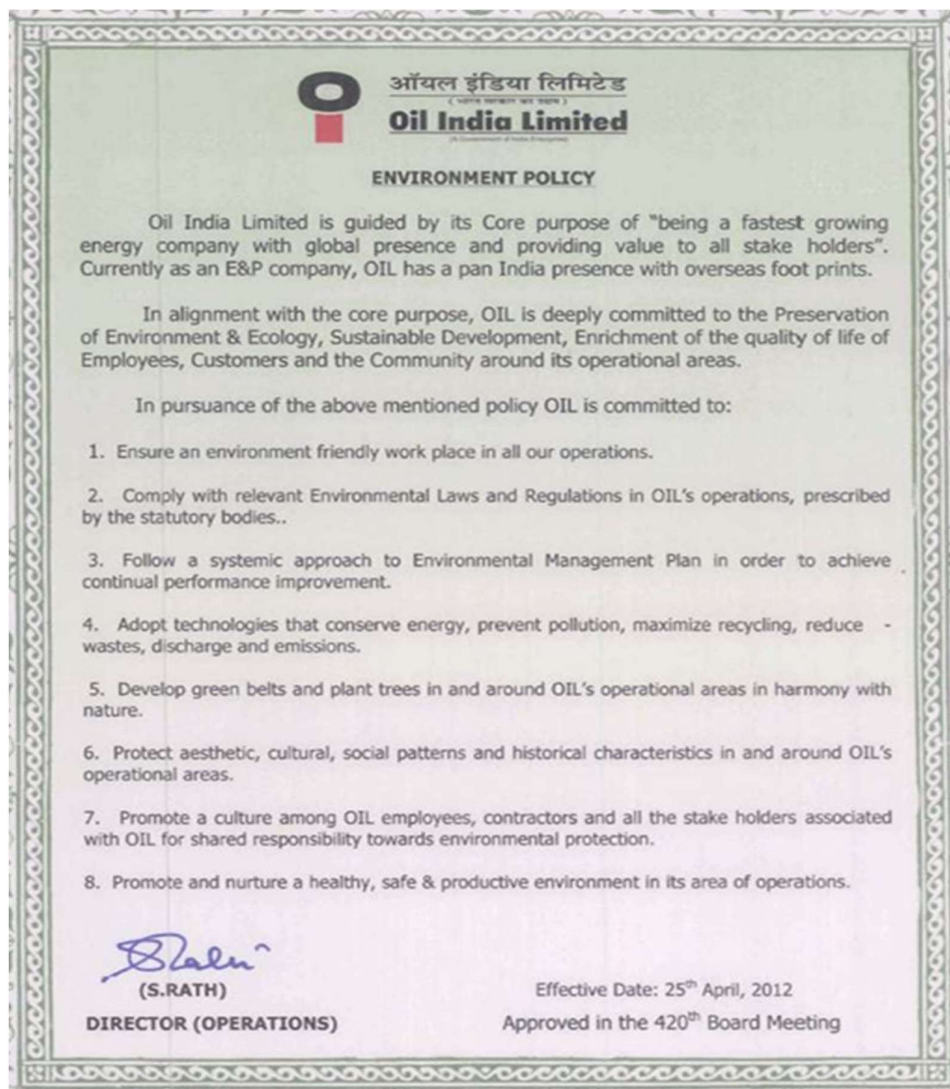 ऑयल इंडिया लिमिटेड
( भारत सरकार का उद्यम )
Oil India Limited
(A Government of India Enterprise)
ENVIRONMENT POLICY
Oil India Limited is guided by its Core purpose of "being a fastest growing
energy company with global presence and providing value to all stake holders".
Currently as an E&P company, OIL has a pan India presence with overseas foot prints.
In alignment with the core purpose, OIL is deeply committed to the Preservation
of Environment & Ecology, Sustainable Development, Enrichment of the quality of life of
Employees, Customers and the Community around its operational areas.
In pursuance of the above mentioned policy OIL is committed to:
1. Ensure an environment friendly work place in all our operations.
2. Comply with relevant Environmental Laws and Regulations in OIL's operations, prescribed
by the statutory bodies..
3. Follow a systemic approach to Environmental Management Plan in order to achieve
continual performance improvement.
4. Adopt technologies that conserve energy, prevent pollution, maximize recycling, reduce -
wastes, discharge and emissions.
5. Develop green belts and plant trees in and around OIL's operational areas in harmony with
nature.
6. Protect aesthetic, cultural, social patterns and historical characteristics in and around OIL's
operational areas.
7. Promote a culture among OIL employees, contractors and all the stake holders associated
with OIL for shared responsibility towards environmental protection.
8. Promote and nurture a healthy, safe & productive environment in its area of operations.
(S.RATH)
DIRECTOR (OPERATIONS)
Effective Date: 25th April, 2012
Approved in the 420th Board Meeting